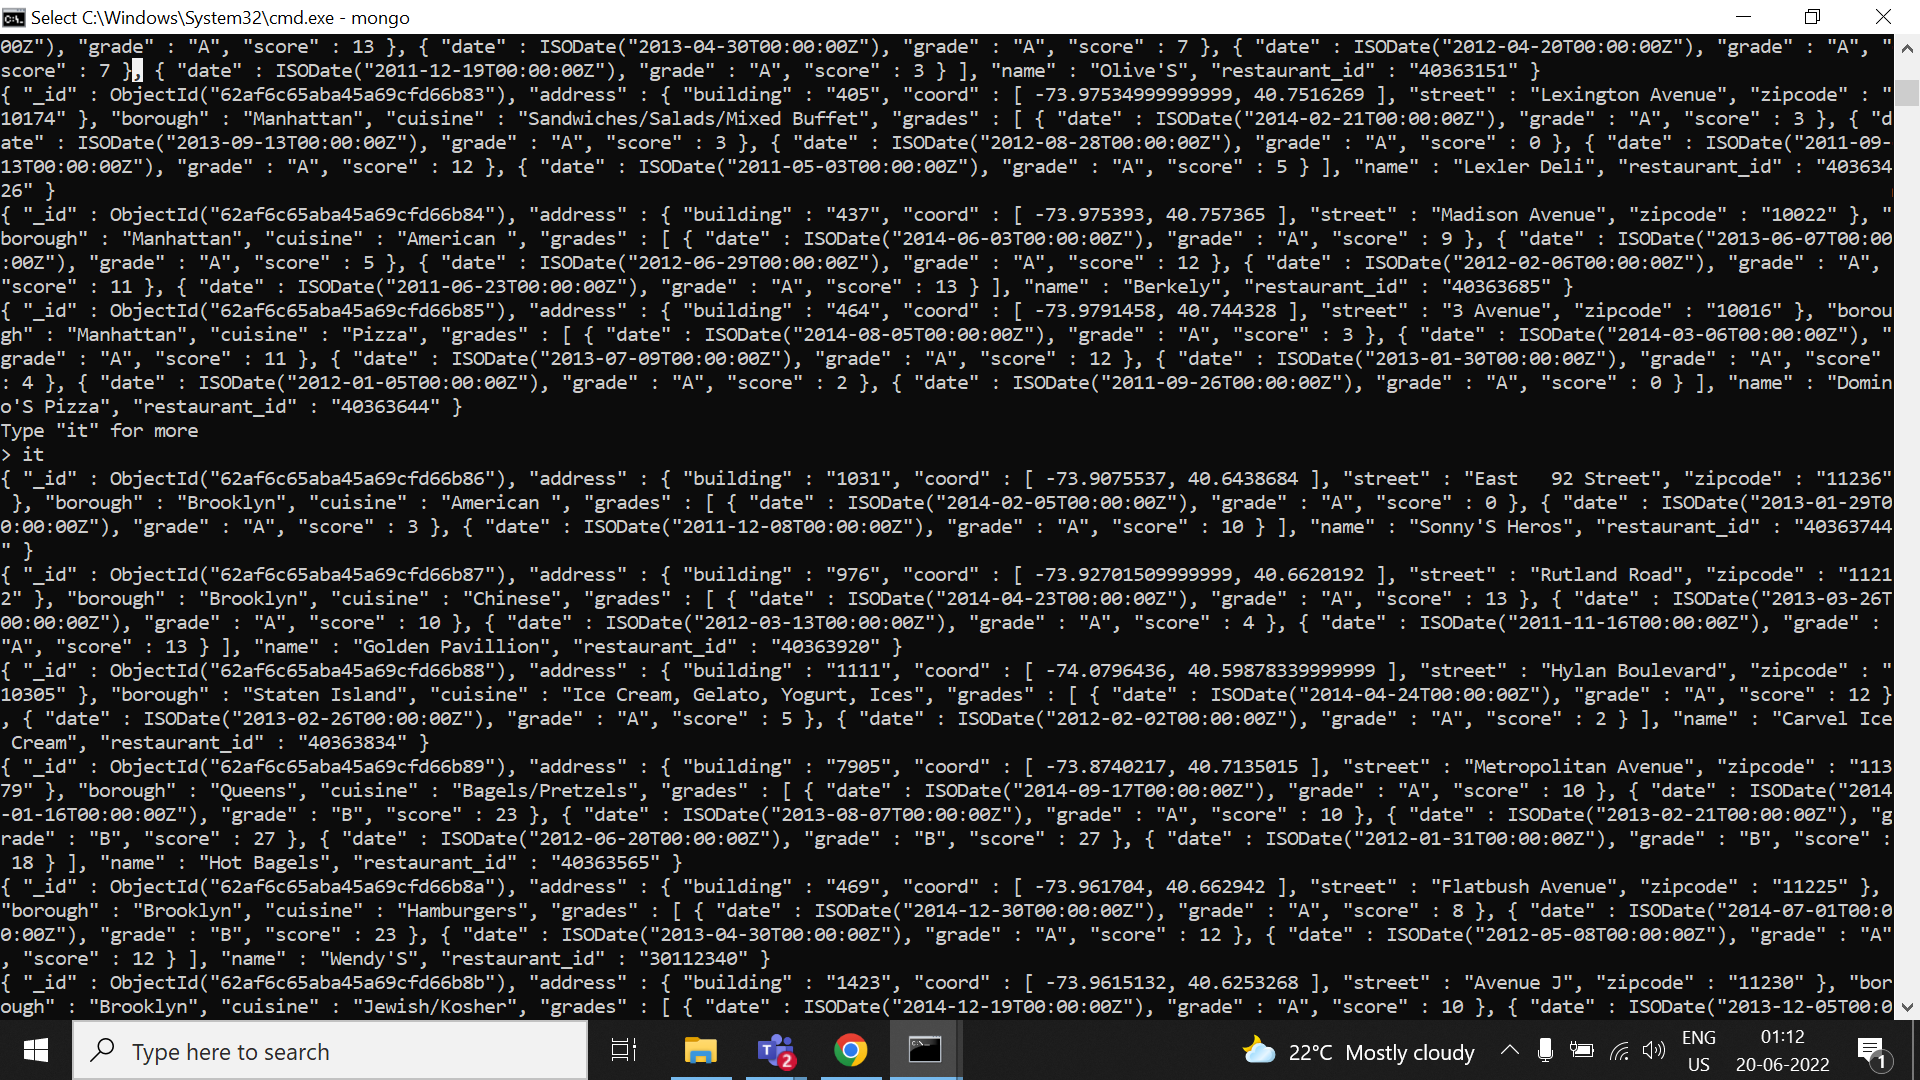 Select C:\Windows\System32\cmd.exe - mongo
00Z"), "grade" : "A", "score" : 13 }, { "date" : ISODate("2013-04-30T00:00:00Z"), "grade" : "A", "score" : 7 }, { "date" : ISODate("2012-04-20T00:00:00Z"), "grade" : "A", "
score" : 7 }, { "date" : ISODate("2011-12-19T00:00:00Z"), "grade" : "A", "score" : 3 } ], "name" : "Olive'S", "restaurant_id" : "40363151" }
{ "_id" : ObjectId("62af6c65aba45a69cfd66b83"), "address" : { "building" : "405", "coord" : [ -73.97534999999999, 40.7516269 ], "street" : "Lexington Avenue", "zipcode" : "
10174" }, "borough" : "Manhattan", "cuisine" : "Sandwiches/Salads/Mixed Buffet", "grades" : [ { "date" : ISODate("2014-02-21T00:00:00Z"), "grade" : "A", "score" : 3 }, { "d
ate" : ISODate("2013-09-13T00:00:00Z"), "grade" : "A", "score" : 3 }, { "date" : ISODate("2012-08-28T00:00:00Z"), "grade" : "A", "score" : 0 }, { "date" : ISODate("2011-09-
13T00:00:00Z"), "grade" : "A", "score" : 12 }, { "date" : ISODate("2011-05-03T00:00:00Z"), "grade" : "A", "score" : 5 } ], "name" : "Lexler Deli", "restaurant_id" : "403634
26" }
{ "_id" : ObjectId("62af6c65aba45a69cfd66b84"), "address" : { "building" : "437", "coord" : [ -73.975393, 40.757365 ], "street" : "Madison Avenue", "zipcode" : "10022" }, "
borough" : "Manhattan", "cuisine" : "American ", "grades" : [ { "date" : ISODate("2014-06-03T00:00:00Z"), "grade" : "A", "score" : 9 }, { "date" : ISODate("2013-06-07T00:00
:00Z"), "grade" : "A", "score" : 5 }, { "date" : ISODate("2012-06-29T00:00:00Z"), "grade" : "A", "score" : 12 }, { "date" : ISODate("2012-02-06T00:00:00Z"), "grade" : "A",
"score" : 11 }, { "date" : ISODate("2011-06-23T00:00:00Z"), "grade" : "A", "score" : 13 } ], "name" : "Berkely", "restaurant_id" : "40363685" }
{ "_id" : ObjectId("62af6c65aba45a69cfd66b85"), "address" : { "building" : "464", "coord" : [ -73.9791458, 40.744328 ], "street" : "3 Avenue", "zipcode" : "10016" }, "borou
gh" : "Manhattan", "cuisine" : "Pizza", "grades" : [ { "date" : ISODate("2014-08-05T00:00:00Z"), "grade" : "A", "score" : 3 }, { "date" : ISODate("2014-03-06T00:00:00Z"), "
grade" : "A", "score" : 11 }, { "date" : ISODate("2013-07-09T00:00:00Z"), "grade" : "A", "score" : 12 }, { "date" : ISODate("2013-01-30T00:00:00Z"), "grade" : "A", "score"
: 4 }, { "date" : ISODate("2012-01-05T00:00:00Z"), "grade" : "A", "score" : 2 }, { "date" : ISODate("2011-09-26T00:00:00Z"), "grade" : "A", "score" : 0 } ], "name" : "Domin
o'S Pizza", "restaurant_id" : "40363644" }
Type "it" for more
> it
{ "_id" : ObjectId("62af6c65aba45a69cfd66b86"), "address" : { "building" : "1031", "coord" : [ -73.9075537, 40.6438684 ], "street" : "East   92 Street", "zipcode" : "11236"
 }, "borough" : "Brooklyn", "cuisine" : "American ", "grades" : [ { "date" : ISODate("2014-02-05T00:00:00Z"), "grade" : "A", "score" : 0 }, { "date" : ISODate("2013-01-29T0
0:00:00Z"), "grade" : "A", "score" : 3 }, { "date" : ISODate("2011-12-08T00:00:00Z"), "grade" : "A", "score" : 10 } ], "name" : "Sonny'S Heros", "restaurant_id" : "40363744
" }
{ "_id" : ObjectId("62af6c65aba45a69cfd66b87"), "address" : { "building" : "976", "coord" : [ -73.92701509999999, 40.6620192 ], "street" : "Rutland Road", "zipcode" : "1121
2" }, "borough" : "Brooklyn", "cuisine" : "Chinese", "grades" : [ { "date" : ISODate("2014-04-23T00:00:00Z"), "grade" : "A", "score" : 13 }, { "date" : ISODate("2013-03-26T
00:00:00Z"), "grade" : "A", "score" : 10 }, { "date" : ISODate("2012-03-13T00:00:00Z"), "grade" : "A", "score" : 4 }, { "date" : ISODate("2011-11-16T00:00:00Z"), "grade" :
"A", "score" : 13 } ], "name" : "Golden Pavillion", "restaurant_id" : "40363920" }
{ "_id" : ObjectId("62af6c65aba45a69cfd66b88"), "address" : { "building" : "1111", "coord" : [ -74.0796436, 40.59878339999999 ], "street" : "Hylan Boulevard", "zipcode" : "
10305" }, "borough" : "Staten Island", "cuisine" : "Ice Cream, Gelato, Yogurt, Ices", "grades" : [ { "date" : ISODate("2014-04-24T00:00:00Z"), "grade" : "A", "score" : 12 }
, { "date" : ISODate("2013-02-26T00:00:00Z"), "grade" : "A", "score" : 5 }, { "date" : ISODate("2012-02-02T00:00:00Z"), "grade" : "A", "score" : 2 } ], "name" : "Carvel Ice
 Cream", "restaurant_id" : "40363834" }
{ "_id" : ObjectId("62af6c65aba45a69cfd66b89"), "address" : { "building" : "7905", "coord" : [ -73.8740217, 40.7135015 ], "street" : "Metropolitan Avenue", "zipcode" : "113
79" }, "borough" : "Queens", "cuisine" : "Bagels/Pretzels", "grades" : [ { "date" : ISODate("2014-09-17T00:00:00Z"), "grade" : "A", "score" : 10 }, { "date" : ISODate("2014
-01-16T00:00:00Z"), "grade" : "B", "score" : 23 }, { "date" : ISODate("2013-08-07T00:00:00Z"), "grade" : "A", "score" : 10 }, { "date" : ISODate("2013-02-21T00:00:00Z"), "g
rade" : "B", "score" : 27 }, { "date" : ISODate("2012-06-20T00:00:00Z"), "grade" : "B", "score" : 27 }, { "date" : ISODate("2012-01-31T00:00:00Z"), "grade" : "B", "score" :
 18 } ], "name" : "Hot Bagels", "restaurant_id" : "40363565" }
{ "_id" : ObjectId("62af6c65aba45a69cfd66b8a"), "address" : { "building" : "469", "coord" : [ -73.961704, 40.662942 ], "street" : "Flatbush Avenue", "zipcode" : "11225" },
"borough" : "Brooklyn", "cuisine" : "Hamburgers", "grades" : [ { "date" : ISODate("2014-12-30T00:00:00Z"), "grade" : "A", "score" : 8 }, { "date" : ISODate("2014-07-01T00:0
0:00Z"), "grade" : "B", "score" : 23 }, { "date" : ISODate("2013-04-30T00:00:00Z"), "grade" : "A", "score" : 12 }, { "date" : ISODate("2012-05-08T00:00:00Z"), "grade" : "A"
, "score" : 12 } ], "name" : "Wendy'S", "restaurant_id" : "30112340" }
{ "_id" : ObjectId("62af6c65aba45a69cfd66b8b"), "address" : { "building" : "1423", "coord" : [ -73.9615132, 40.6253268 ], "street" : "Avenue J", "zipcode" : "11230" }, "bor
ough" : "Brooklyn", "cuisine" : "Jewish/Kosher", "grades" : [ { "date" : ISODate("2014-12-19T00:00:00Z"), "grade" : "A", "score" : 10 }, { "date" : ISODate("2013-12-05T00:0
Type here to search
2
22°C Mostly cloudy
ENG
US
01:12
20-06-2022
1